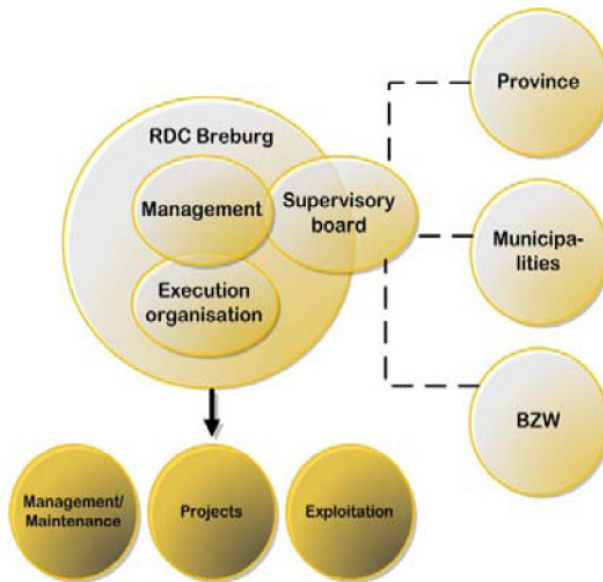 Province
RDC Breburg
Management
Supervisory
board
Municipa-
lities
Execution
organisation
BZW
Management/
Maintenance
Projects
Exploitation